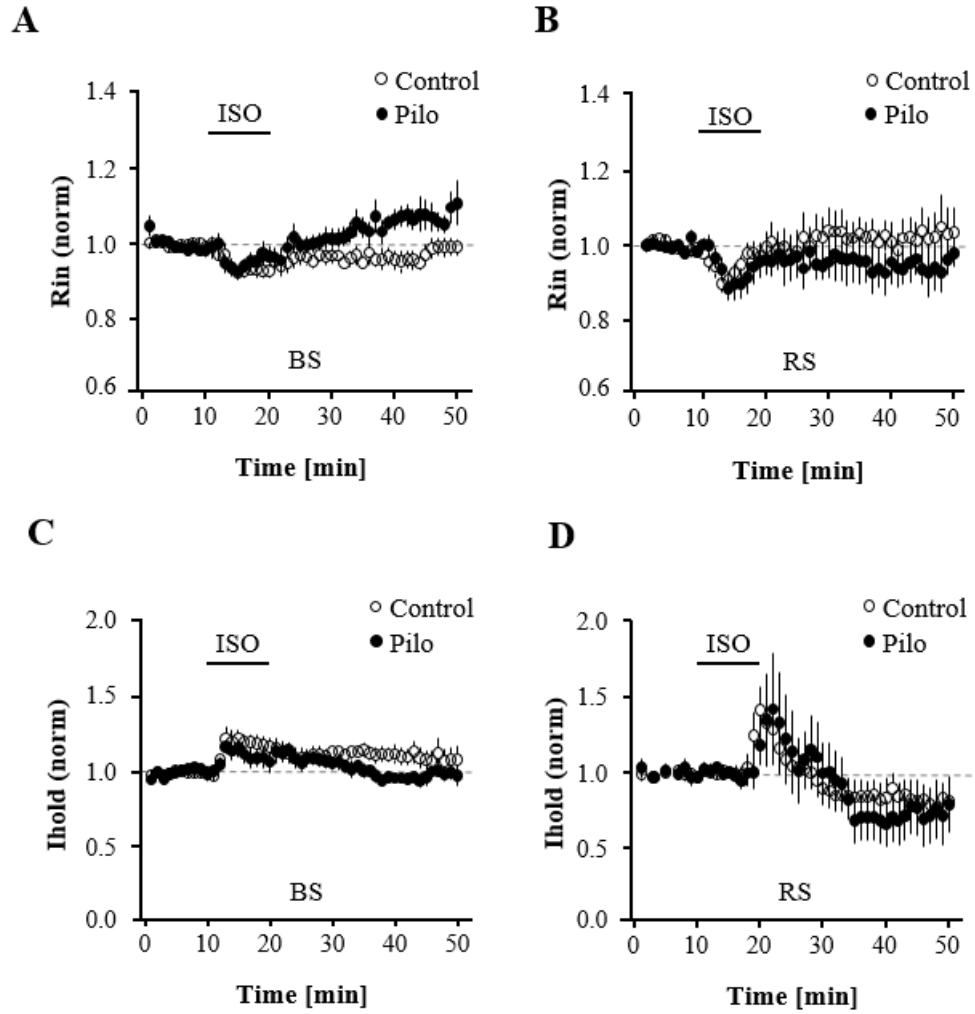 A
Control
Pilo
ISO
Rin (norm)
1.4
1.2
1.0
0.8
0.6
BS
0 10 20 30 40 50
Time [min]
B
Control
Pilo
ISO
Rin (norm)
1.4
1.2
1.0
0.8
0.6
RS
0 10 20 30 40 50
Time [min]
C
Control
Pilo
ISO
Ihold (norm)
2.0
1.5
1.0
0.5
0.0
BS
0 10 20 30 40 50
Time [min]
D
Control
Pilo
ISO
Ihold (norm)
2.0
1.5
1.0
0.5
0.0
RS
0 10 20 30 40 50
Time [min]